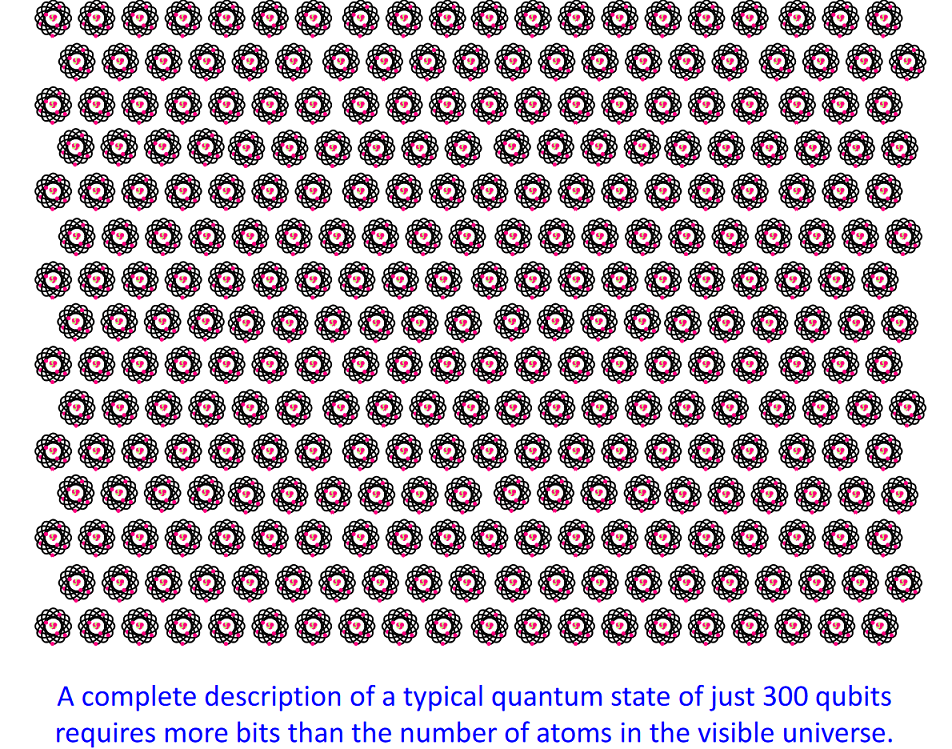 A complete description of a typical quantum state of just 300 qubits
requires more bits than the number of atoms in the visible universe.